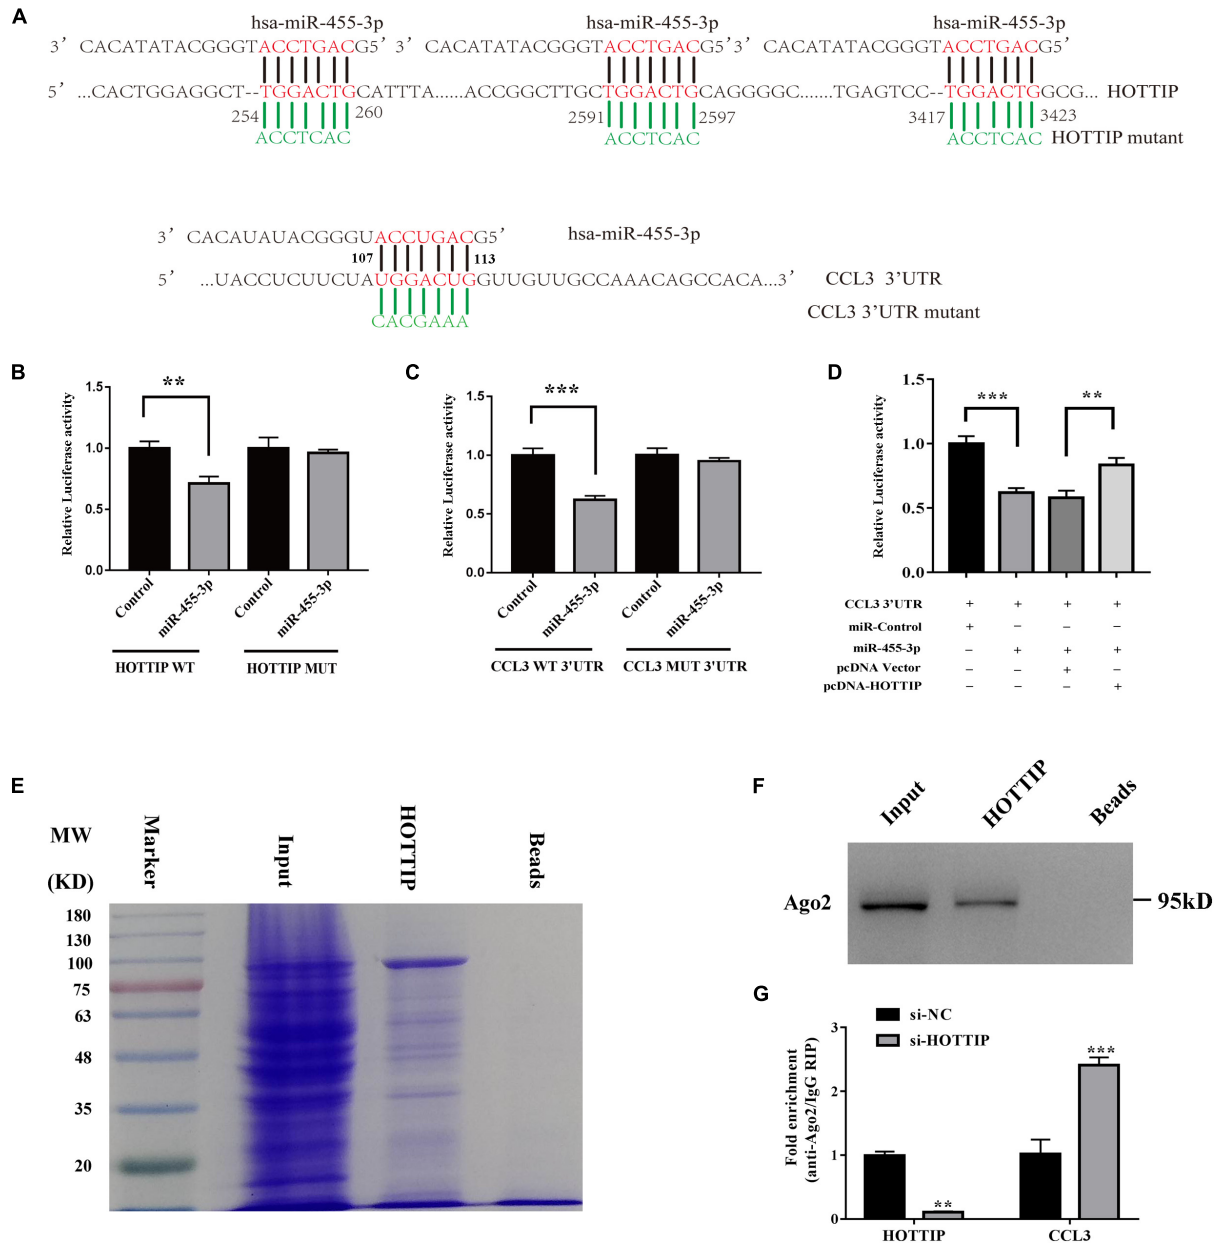 A
hsa-miR-455-3p hsa-miR-455-3p hsa-miR-455-3p
3’ CACATATACGGGTACCTGACG5’ 3’ CACATATACGGGTACCTGACG5’3’ CACATATACGGGTACCTGACG5’
5’ ...CACTGGAGGCT--TGGACTGCATTTA......ACCGGCTTGCTGGACTGCAGGGGC......TGAGTCC--TGGACTGGCG... HOTTIP
254 260 2591 2597 3417 3423
ACCTCAC ACCTCAC ACCTCAC HOTTIP mutant
3’ CACAUAUACGGGUACCUGACG5’ hsa-miR-455-3p
107 113
5’ ...UACCUCUUCUAUGGACUGGUUGUUGCCAAACAGCCACA...3’ CCL3 3’UTR
CACGAAA CCL3 3’UTR mutant
B
Relative Luciferase activity
1.5
1.0
0.5
0.0
**
Control miR-455-3p Control miR-455-3p
HOTTIP WT HOTTIP MUT
C
Relative Luciferase activity
1.5
1.0
0.5
0.0
***
Control miR-455-3p Control miR-455-3p
CCL3 WT 3’UTR CCL3 MUT 3’UTR
D
Relative Luciferase activity
1.5
1.0
0.5
0.0
*** **
CCL3 3’UTR + + + +
miR-Control + – – –
miR-455-3p – + + +
pcDNA Vector – – + –
pcDNA-HOTTIP – – – +
E
MW
(KD)
Marker Input HOTTIP Beads
180
130
100
75
63
48
35
20
F
Input HOTTIP Beads
Ago2 95kD
G
si-NC
si-HOTTIP
Fold enrichment
(anti-Ago2/IgG RIP)
3
2
1
0
** ***
HOTTIP CCL3